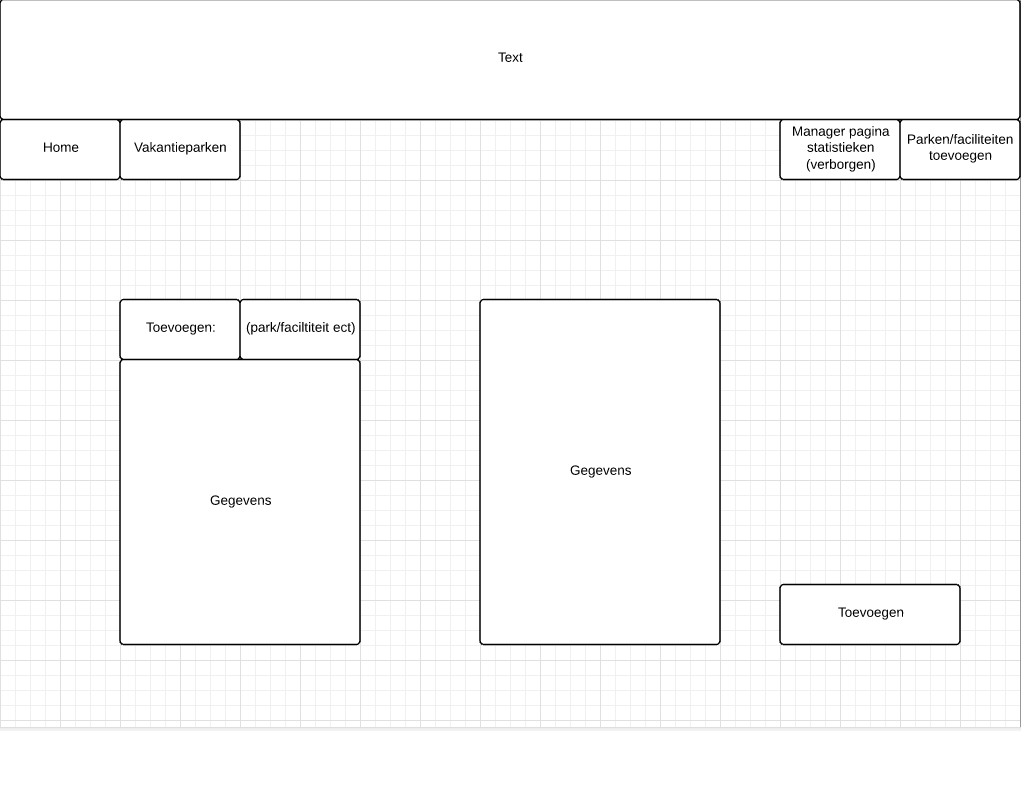 Text
Home
Vakantieparken
Manager pagina
statistieken
(verborgen)
Parken/faciliteiten
toevoegen
Toevoegen:
(park/faciltiteit ect)
Gegevens
Gegevens
Toevoegen